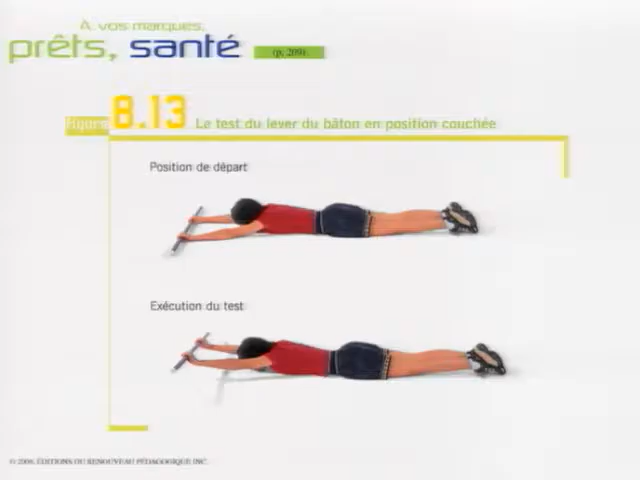 À vos marques,
prêts, santé
(p. 209)
Figure 8.13 Le test du lever du bâton en position couchée
Position de départ
Exécution du test
© 2006, ÉDITIONS DU RENOUVEAU PÉDAGOGIQUE INC.